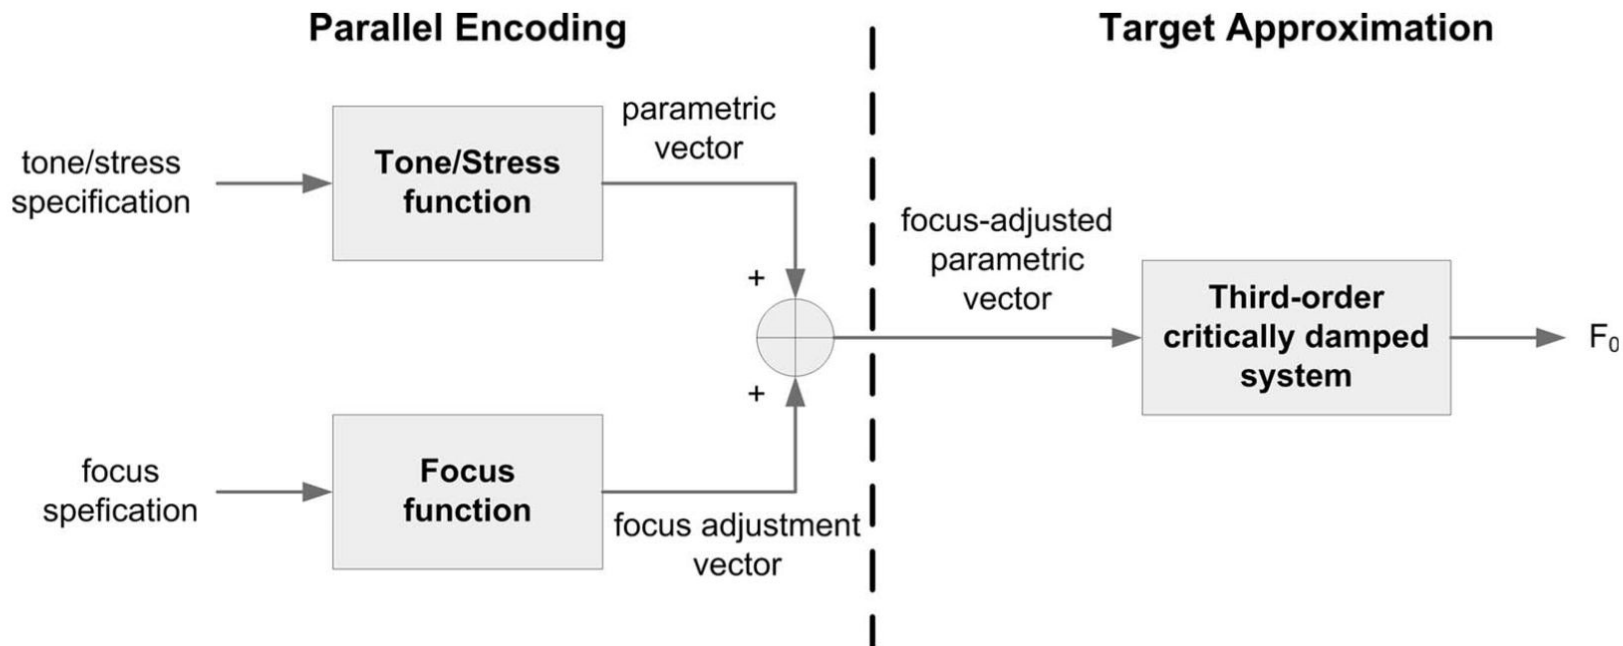 Parallel Encoding
Target Approximation
tone/stress
specification
Tone/Stress
function
parametric
vector
+
focus-adjusted
parametric
vector
Third-order
critically damped
system
F₀
+
focus
spefication
Focus
function
focus adjustment
vector